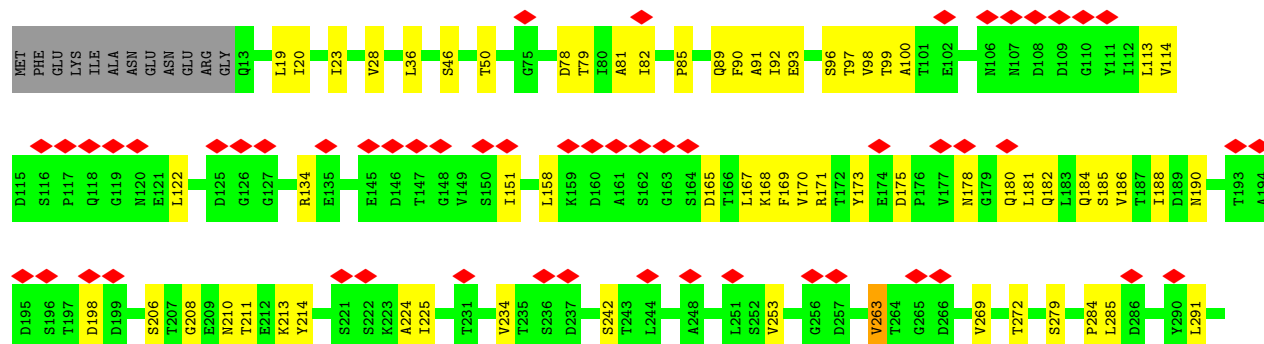 MET PHE GLU LYS ILE ALA ASN GLU ASN GLU ARG GLY Q13 L19 I20 I23 V28 L36 S46 T50 G75 D78 T79 I80 A81 I82 P85 Q89 F90 A91 I92 E93 S96 T97 V98 T99 A100 T101 E102 N106 N107 D108 D109 G110 Y111 I112 L113 V114
D115 S116 P117 Q118 G119 N120 E121 L122 D125 G126 G127 R134 E135 E145 D146 T147 G148 V149 S150 I151 L158 K159 D160 A161 S162 G163 S164 D165 T166 L167 K168 F169 V170 R171 T172 Y173 E174 D175 P176 V177 N178 G179 Q180 L181 Q182 L183 Q184 S185 V186 T187 I188 D189 N190 T193 A194
D195 S196 T197 D198 D199 S206 T207 G208 E209 N210 T211 E212 K213 Y214 S221 S222 K223 A224 I225 T231 V234 T235 S236 D237 S242 T243 L244 A248 L251 S252 V253 G256 D257 V263 T264 G265 D266 V269 T272 S279 P284 L285 D286 Y290 L291